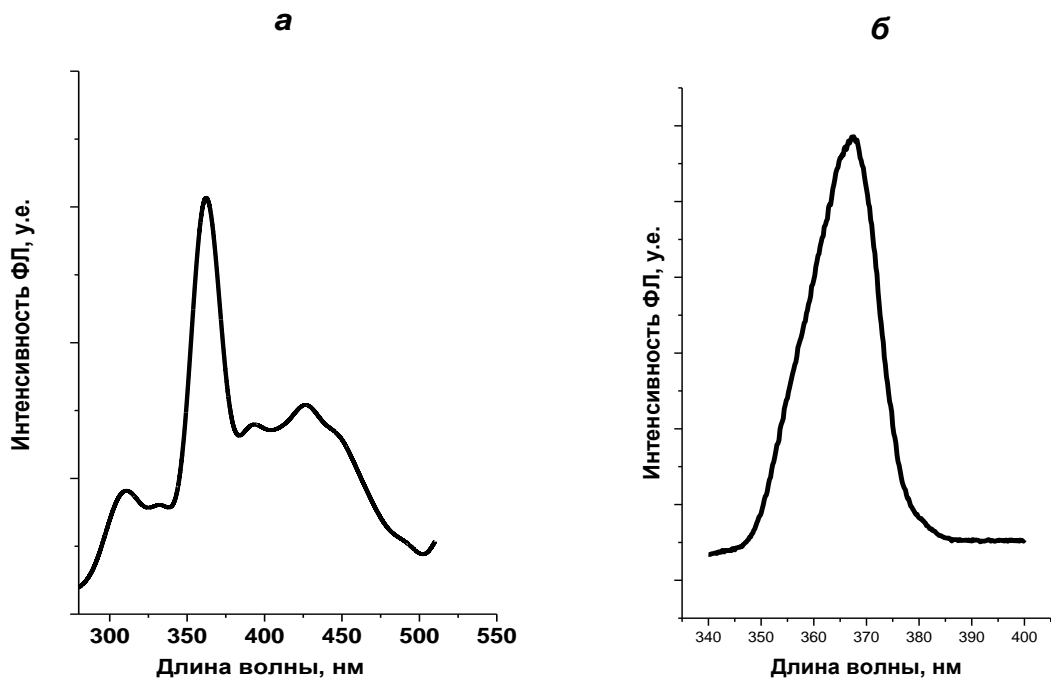 а
Интенсивность ФЛ, у.е.
300 350 400 450 500 550
Длина волны, нм
б
Интенсивность ФЛ, у.е.
340 350 360 370 380 390 400
Длина волны, нм